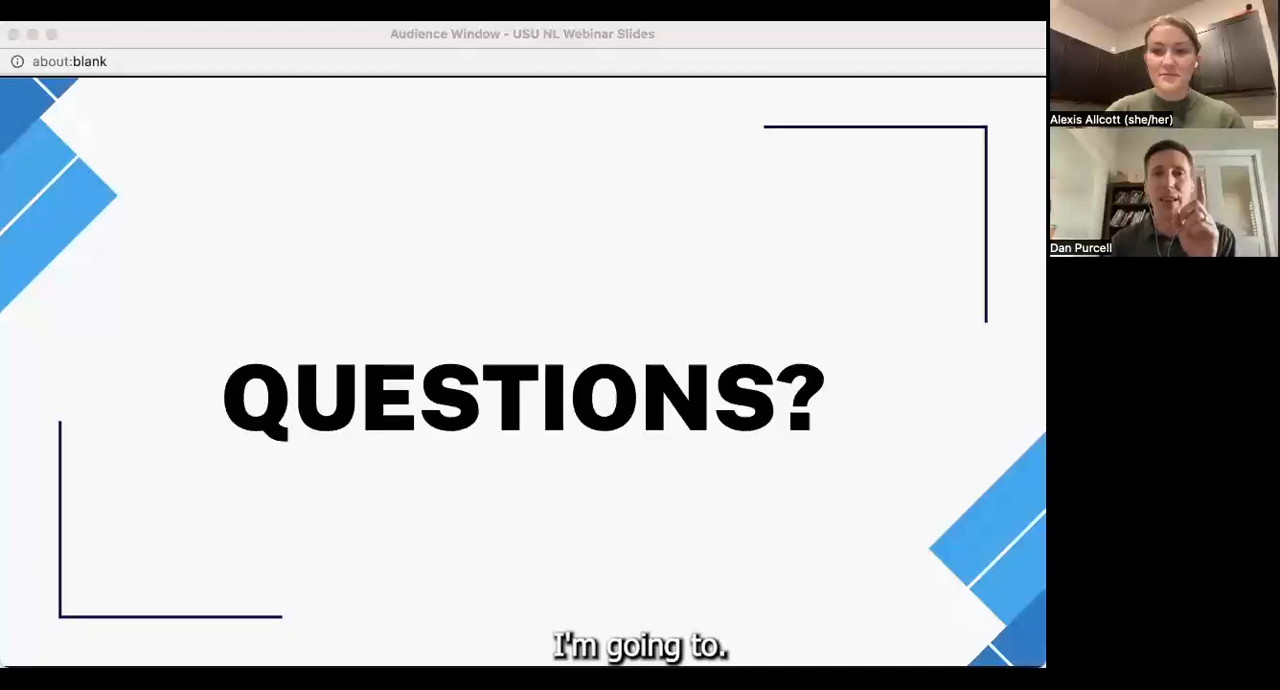 Audience Window - USU NL Webinar Slides
about:blank
QUESTIONS?
I'm going to.
Alexis Allcott (she/her)
Dan Purcell